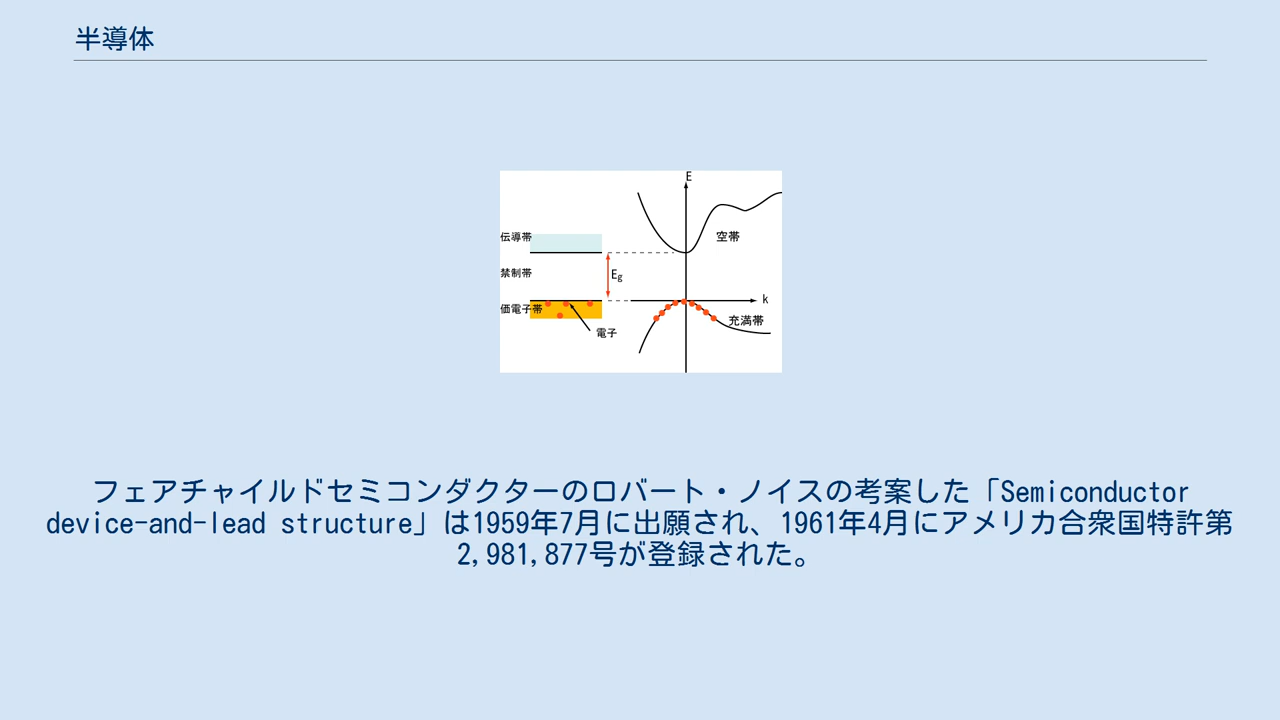 半導体
E
伝導帯
空帯
禁制帯
Eg
k
価電子帯
充満帯
電子
フェアチャイルドセミコンダクターのロバート・ノイスの考案した「Semiconductor
device-and-lead structure」は1959年7月に出願され、1961年4月にアメリカ合衆国特許第
2,981,877号が登録された。